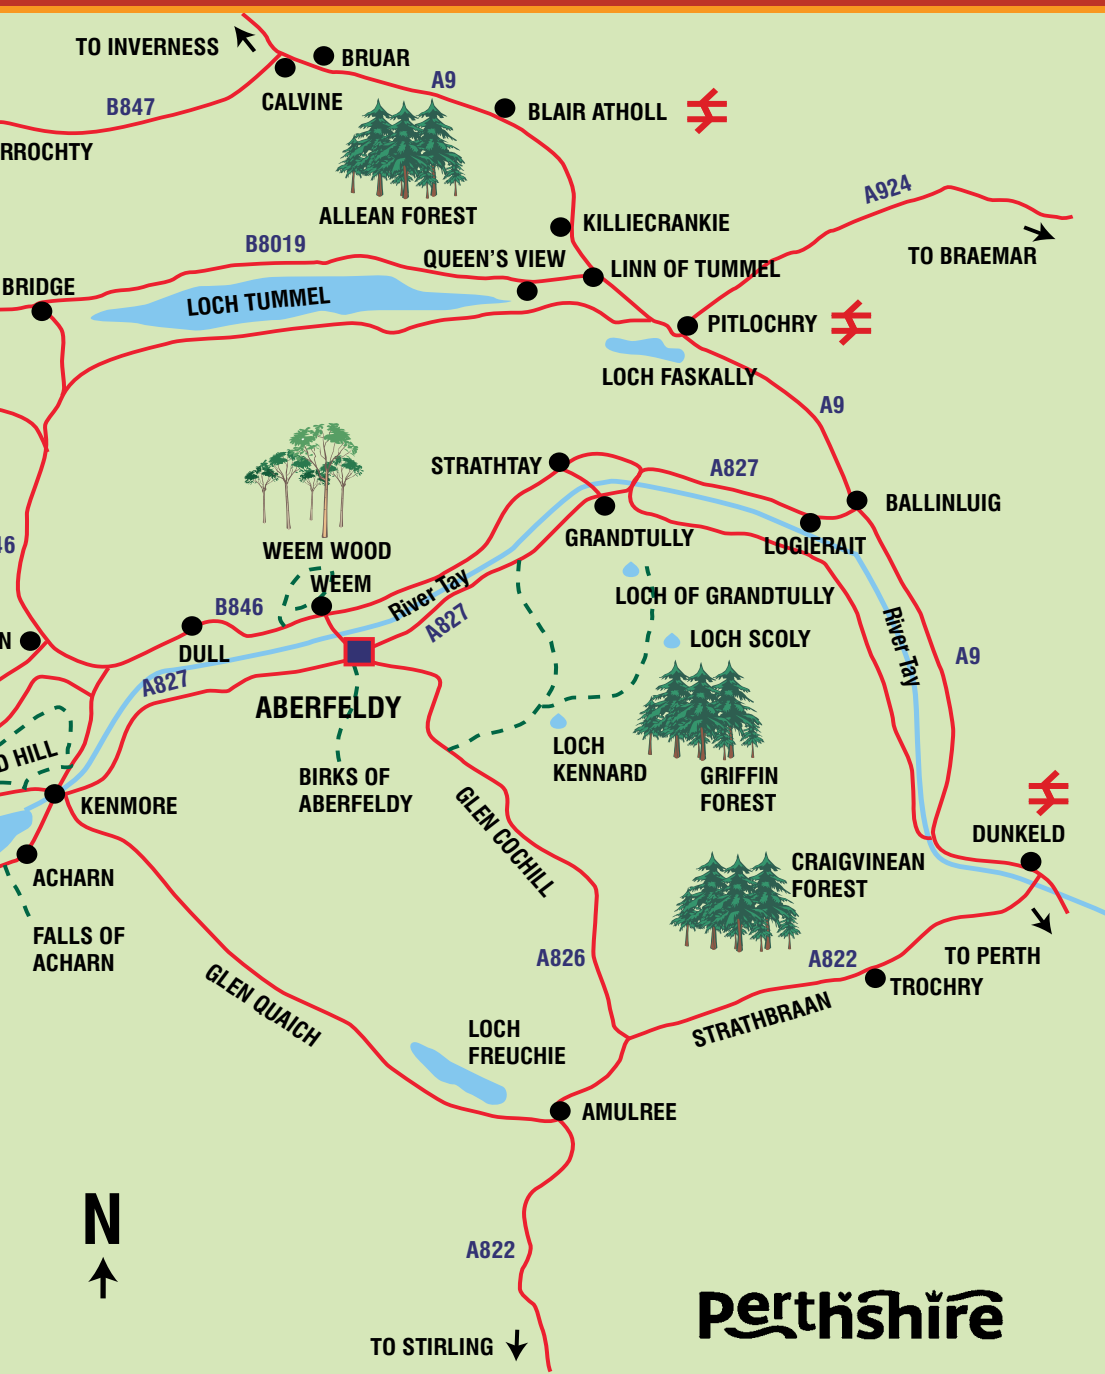 TO INVERNESS
BRUAR
A9
CALVINE
B847
BLAIR ATHOLL
RROCHTY
A924
ALLEAN FOREST
KILLIECRANKIE
B8019
QUEEN'S VIEW
TO BRAEMAR
LINN OF TUMMEL
BRIDGE
LOCH TUMMEL
PITLOCHRY
LOCH FASKALLY
A9
STRATHTAY
A827
BALLINLUIG
GRANDTULLY
LOGIERAIT
46
WEEM WOOD
WEEM
River Tay
LOCH OF GRANDTULLY
B846
A827
River Tay
N
DULL
LOCH SCOLY
A9
A827
ABERFELDY
D HILL
LOCH
KENNARD
BIRKS OF
ABERFELDY
GRIFFIN
FOREST
KENMORE
GLEN COCHILL
DUNKELD
ACHARN
CRAIGVINEAN
FOREST
FALLS OF
ACHARN
A826
A822
TO PERTH
TROCHRY
GLEN QUAICH
STRATHBRAAN
LOCH
FREUCHIE
AMULREE
N
A822
Perthshire
TO STIRLING